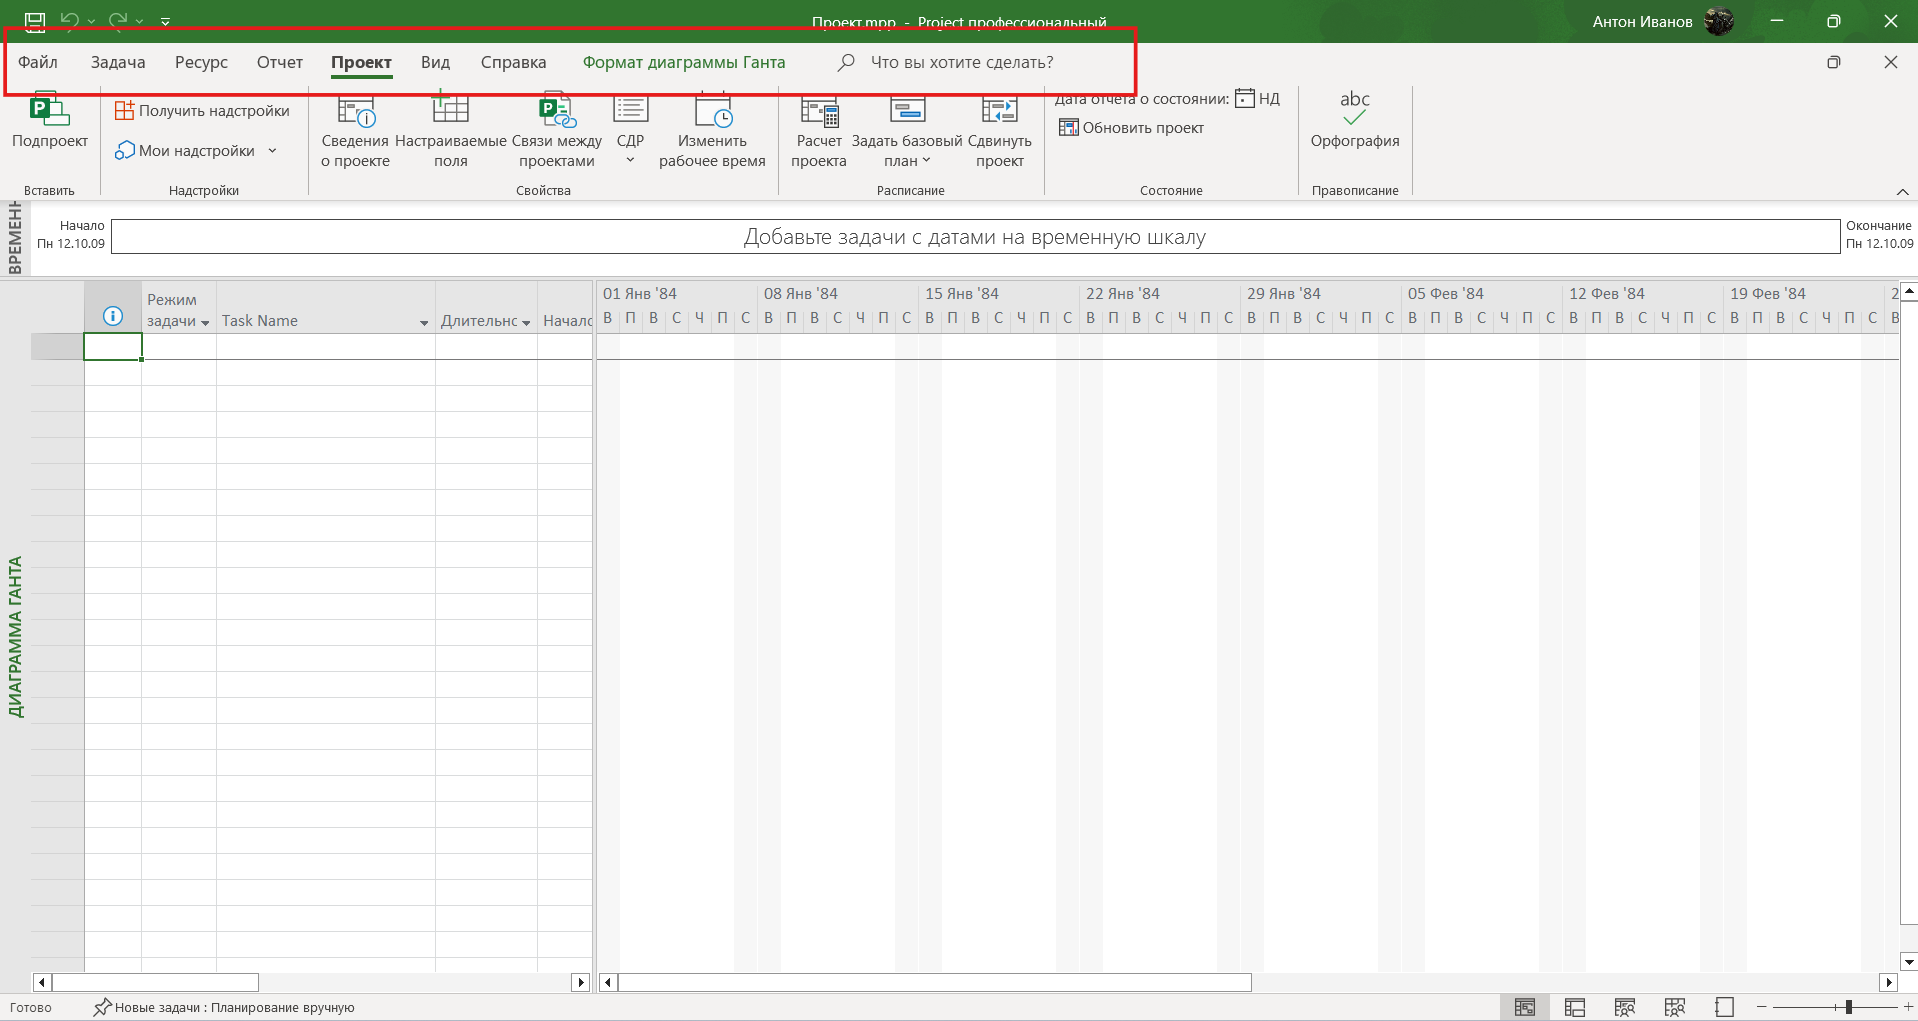 Проект.mpp - Project профессиональный
Антон Иванов
Файл Задача Ресурс Отчет Проект Вид Справка Формат диаграммы Ганта Что вы хотите сделать?
Подпроект
Вставить
Получить надстройки
Мои надстройки
Надстройки
Сведения о проекте
Настраиваемые поля
Связи между проектами
СДР
Изменить рабочее время
Свойства
Расчет проекта
Задать базовый план
Сдвинуть проект
Расписание
Дата отчета о состоянии: НД
Обновить проект
Состояние
abc
Орфография
Правописание
ВРЕМЕНН
Начало
Пн 12.10.09
Добавьте задачи с датами на временную шкалу
Окончание
Пн 12.10.09
Режим задачи
Task Name
Длительнс
Начало
01 Янв '84 08 Янв '84 15 Янв '84 22 Янв '84 29 Янв '84 05 Фев '84 12 Фев '84 19 Фев '84 2
В П В С Ч П С В П В С Ч П С В П В С Ч П С В П В С Ч П С В П В С Ч П С В П В С Ч П С В П В С Ч П С В П В С Ч П С В
ДИАГРАММА ГАНТА
Готово
Новые задачи : Планирование вручную